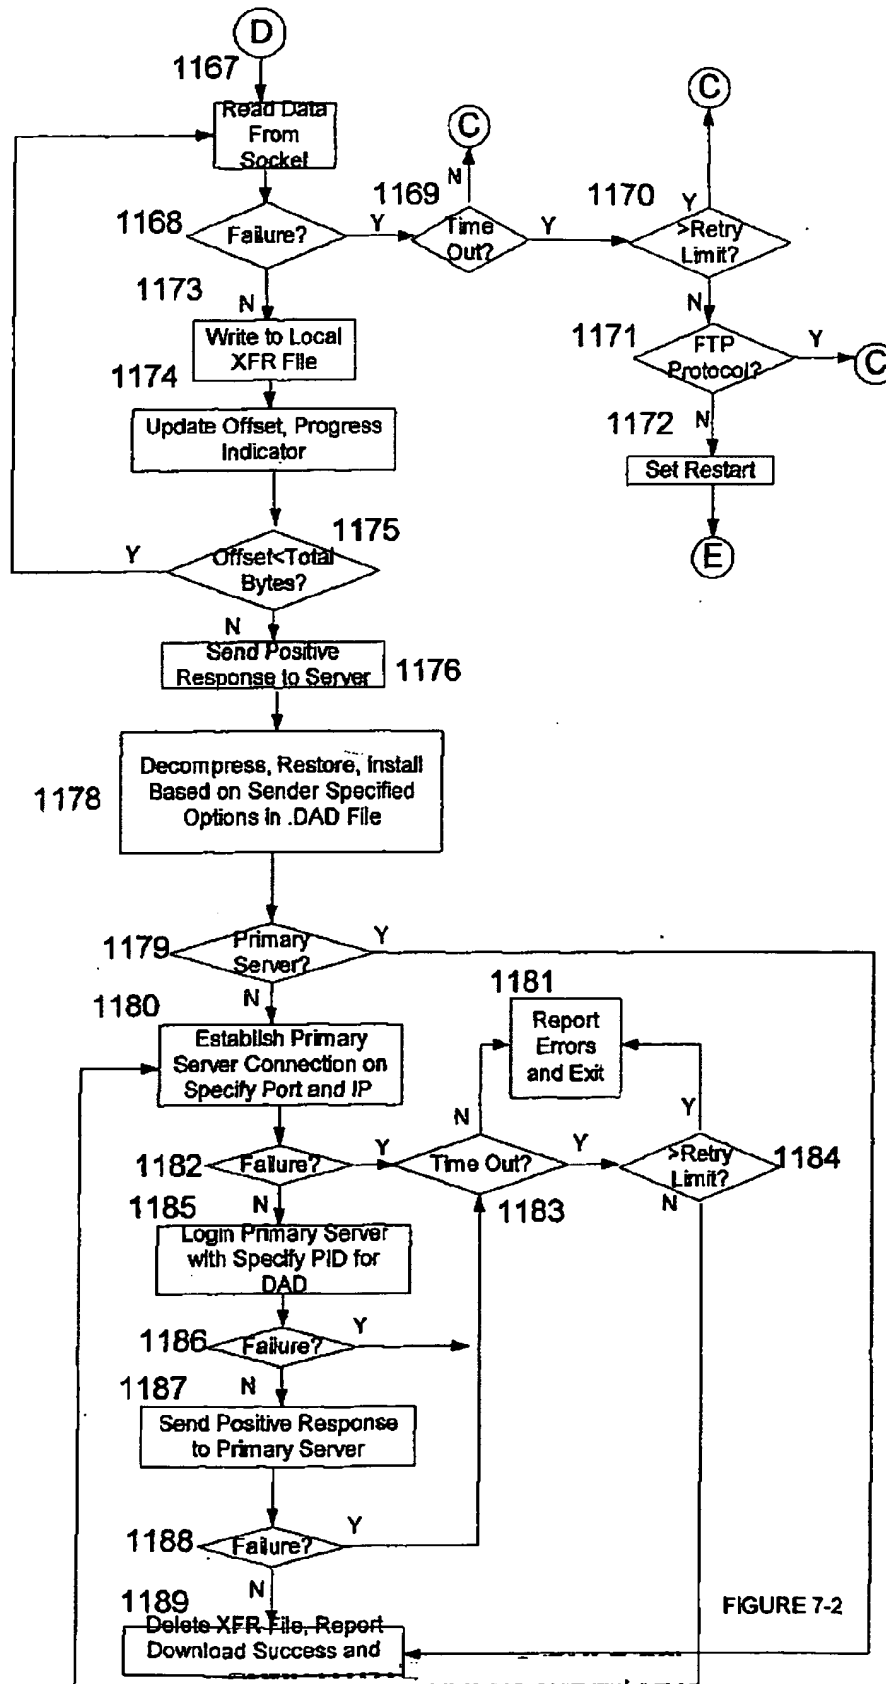 D
1167
Read Data
From
Socket
C
C
1168
Failure?
Y
1169
N
Time
Out?
Y
1170
Y
>Retry
Limit?
N
1173
N
Write to Local
XFR File
1171
FTP
Protocol?
Y
C
1174
Update Offset, Progress
Indicator
1172
N
Set Restart
E
1175
Y
Offset<Total
Bytes?
N
Send Positive
Response to Server
1176
1178
Decompress, Restore, Install
Based on Sender Specified
Options in .DAD File
1179
Primary
Server?
Y
N
1180
Establish Primary
Server Connection on
Specify Port and IP
1181
Report
Errors
and Exit
N
Y
1182
Failure?
Y
Time Out?
Y
>Retry
Limit?
1184
N
1183
N
1185
Login Primary Server
with Specify PID for
DAD
1186
Failure?
Y
N
1187
Send Positive Response
to Primary Server
1188
Failure?
Y
N
1189
Delete XFR File, Report
Download Success and
FIGURE 7-2